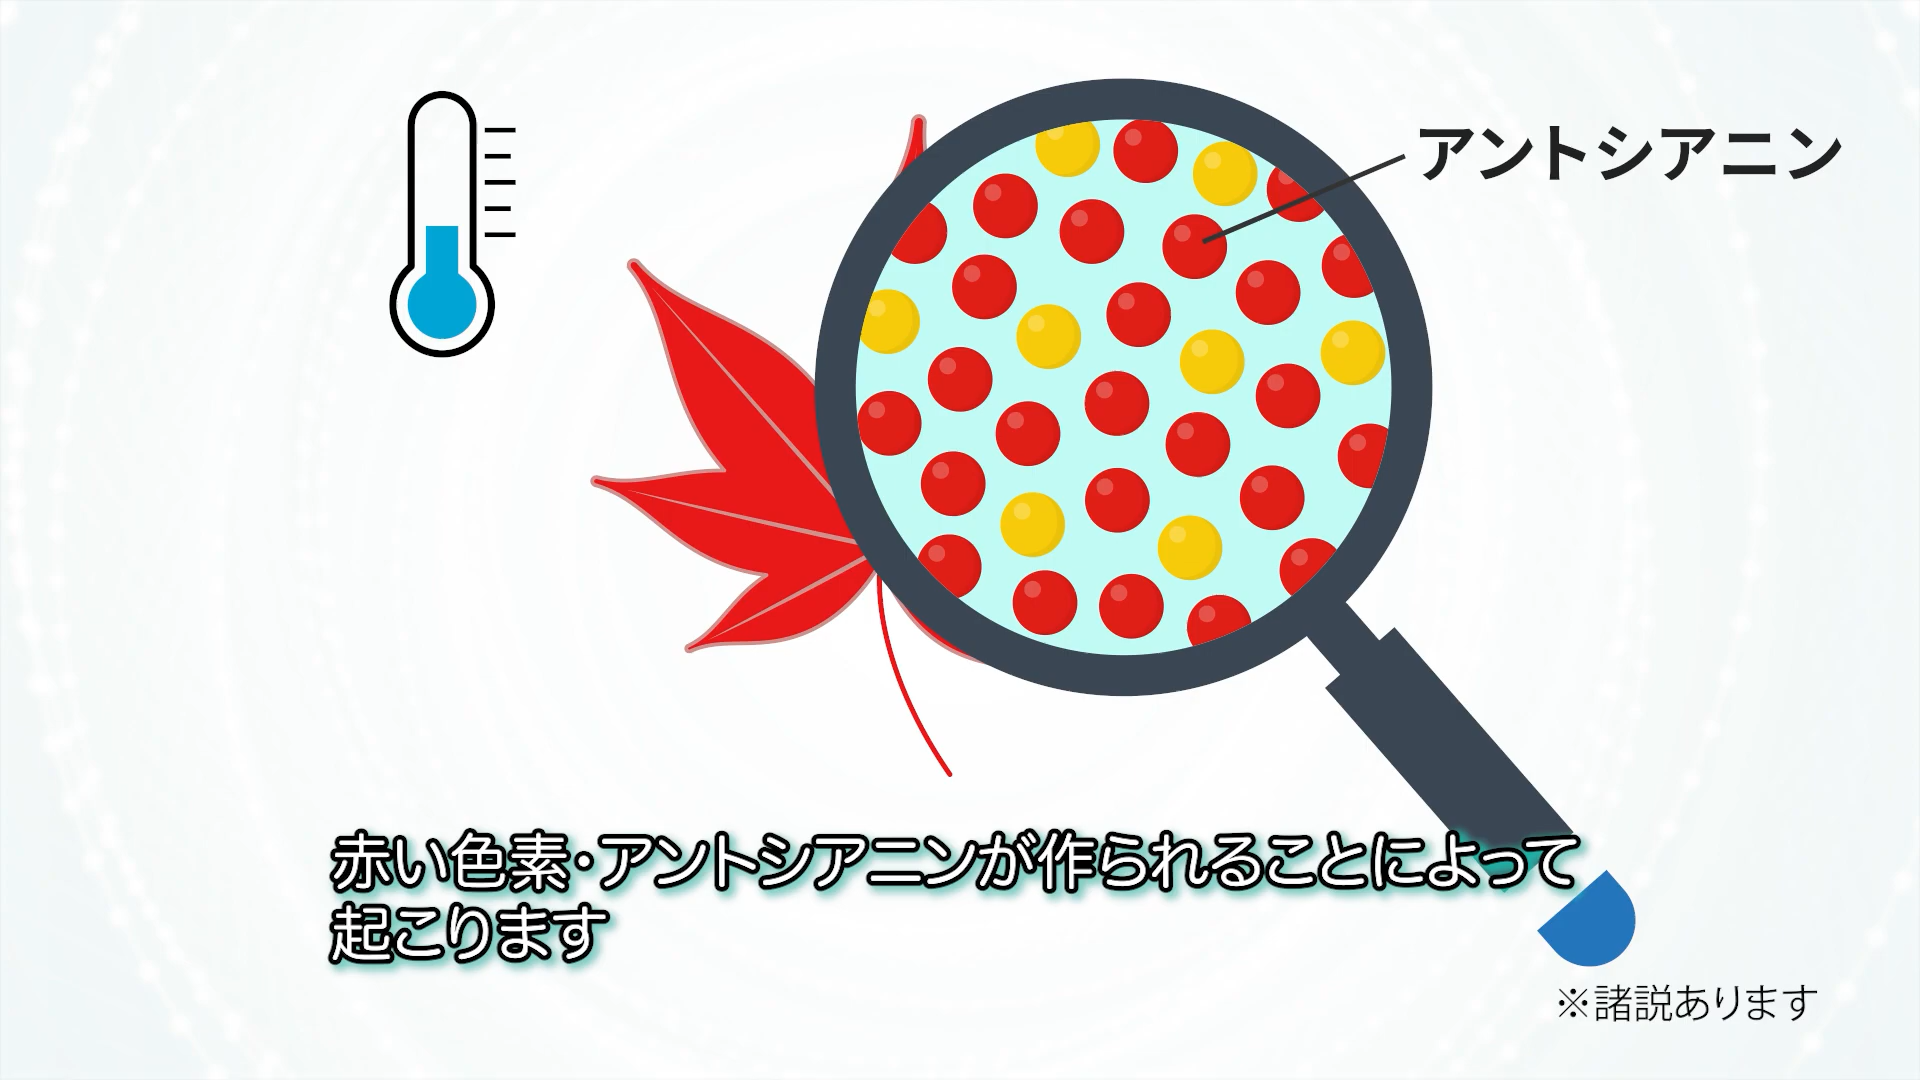 アントシアニン
赤い色素・アントシアニンが作られることによって
起こります
※諸説あります